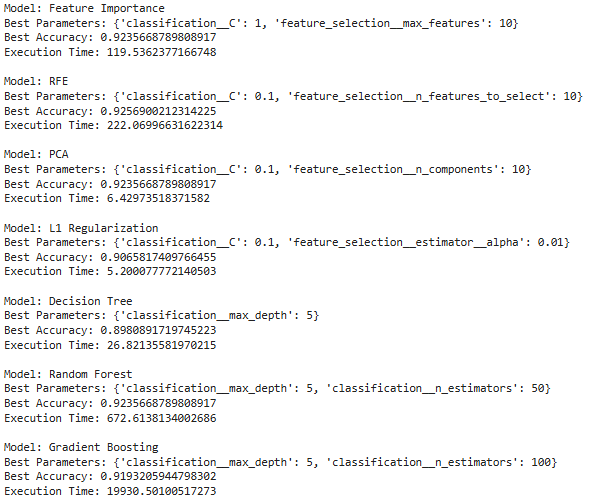 Model: Feature Importance
Best Parameters: {'classification__C': 1, 'feature_selection__max_features': 10}
Best Accuracy: 0.9235668789808917
Execution Time: 119.5362377166748
Model: RFE
Best Parameters: {'classification__C': 0.1, 'feature_selection__n_features_to_select': 10}
Best Accuracy: 0.9256900212314225
Execution Time: 222.06996631622314
Model: PCA
Best Parameters: {'classification__C': 0.1, 'feature_selection__n_components': 10}
Best Accuracy: 0.9235668789808917
Execution Time: 6.42973518371582
Model: L1 Regularization
Best Parameters: {'classification__C': 0.1, 'feature_selection__estimator__alpha': 0.01}
Best Accuracy: 0.9065817409766455
Execution Time: 5.200077772140503
Model: Decision Tree
Best Parameters: {'classification__max_depth': 5}
Best Accuracy: 0.8980891719745223
Execution Time: 26.82135581970215
Model: Random Forest
Best Parameters: {'classification__max_depth': 5, 'classification__n_estimators': 50}
Best Accuracy: 0.9235668789808917
Execution Time: 672.6138134002686
Model: Gradient Boosting
Best Parameters: {'classification__max_depth': 5, 'classification__n_estimators': 100}
Best Accuracy: 0.9193205944798302
Execution Time: 19930.50100517273